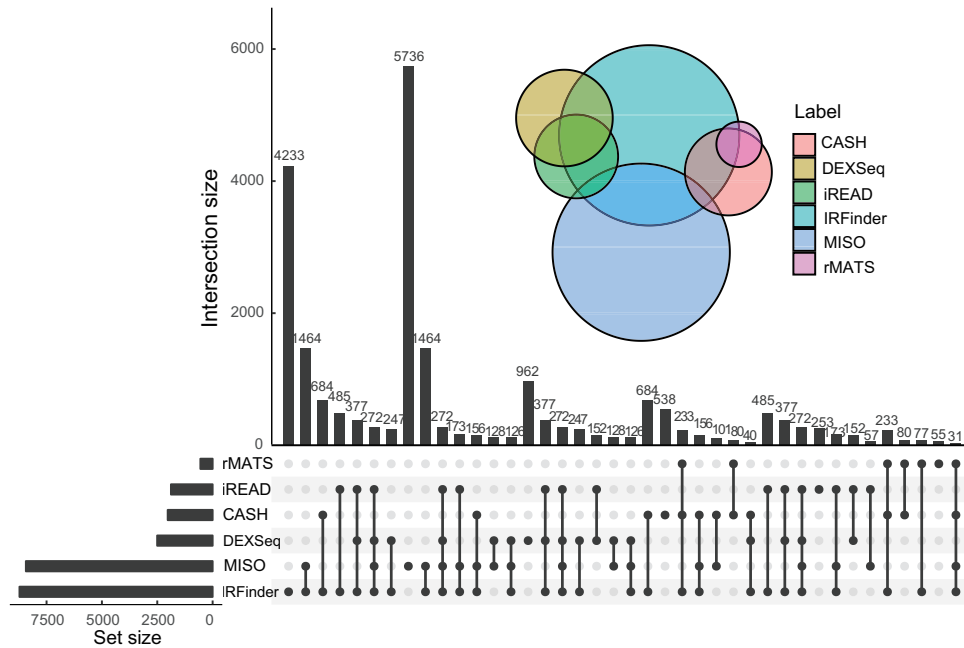 Intersection size
6000
4000
2000
0
4233
1464
684
485
377
272
247
5736
1464
272
173
156
128
126
962
377
272
247
152
128
126
684
538
233
156
101
80
40
485
377
272
253
173
152
57
233
80
77
55
31
Label
CASH
DEXSeq
iREAD
IRFinder
MISO
rMATS
rMATS
iREAD
CASH
DEXSeq
MISO
IRFinder
7500 5000 2500 0
Set size